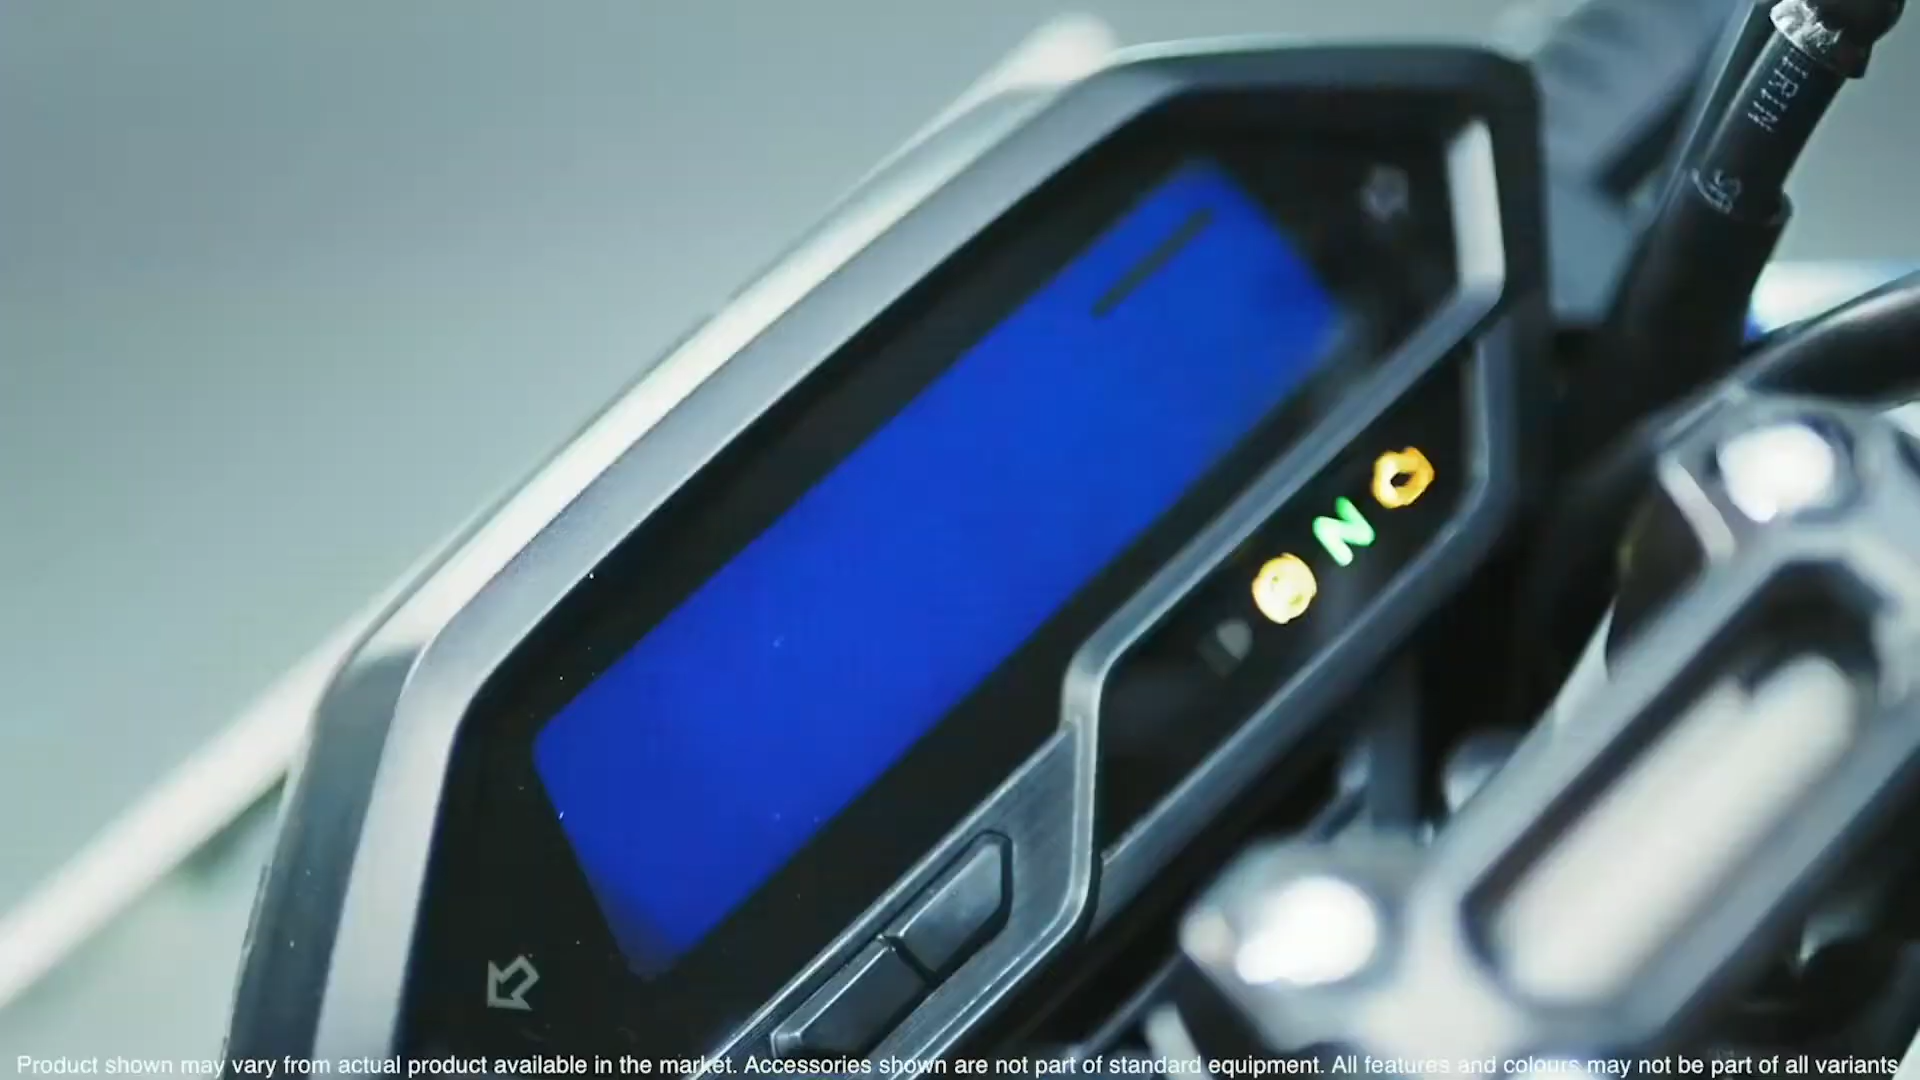 N
Product shown may vary from actual product available in the market. Accessories shown are not part of standard equipment. All features and colours may not be part of all variants